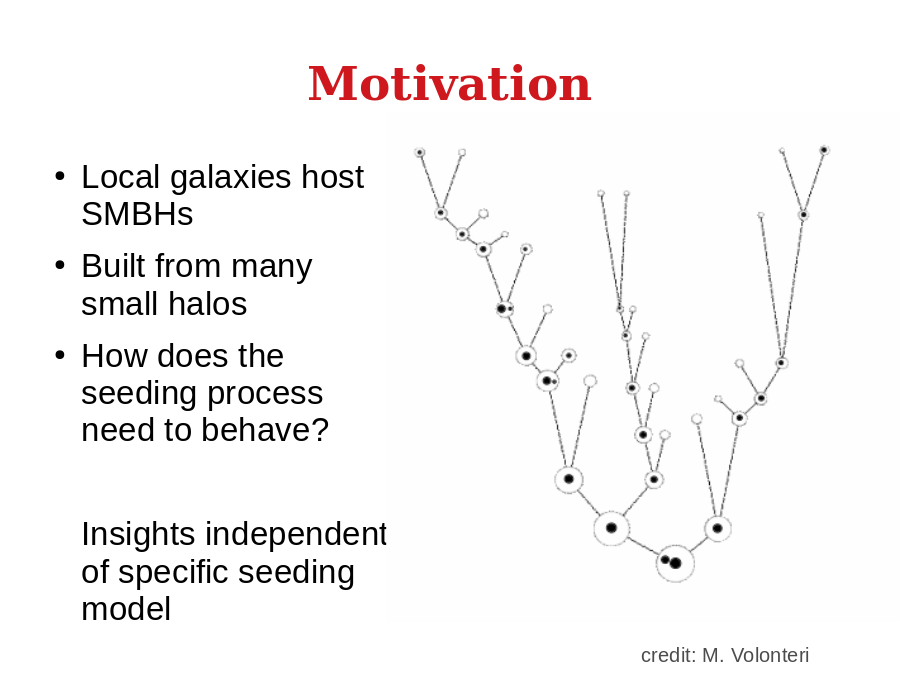 Motivation
• Local galaxies host
SMBHs
• Built from many
small halos
• How does the
seeding process
need to behave?
Insights independent
of specific seeding
model
credit: M. Volonteri